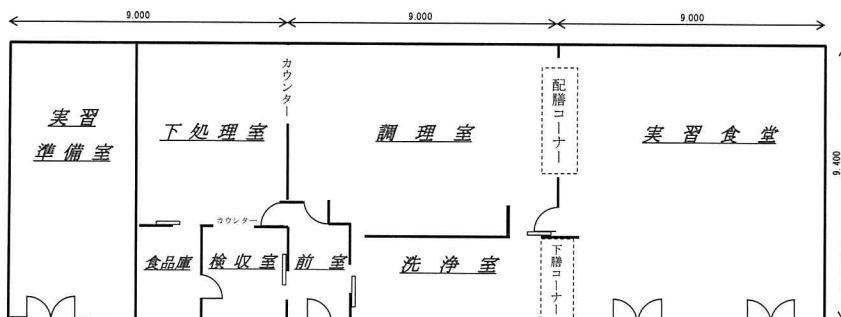 9.000
9.000
9.000
カウンター
実習
準備室
下処理室
調理室
配膳コーナー
実習食堂
9.400
カウンター
食品庫
検収室
前室
洗浄室
下膳コーナー